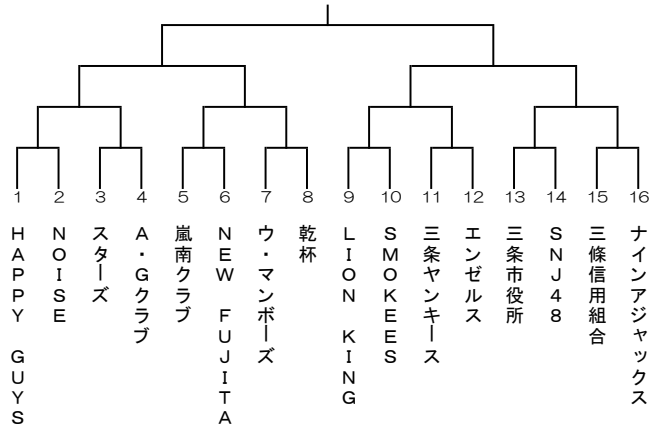 1 2 3 4 5 6 7 8 9 10 11 12 13 14 15 16
HAPPY GUYS
NOISE
スターズ
A・Gクラブ
嵐南クラブ
NEW FUJITA
ウ・マンボーズ
乾杯
LION KING
SMOKEES
三条ヤンキース
エンゼルス
三条市役所
SNJ48
三條信用組合
ナインアジャックス